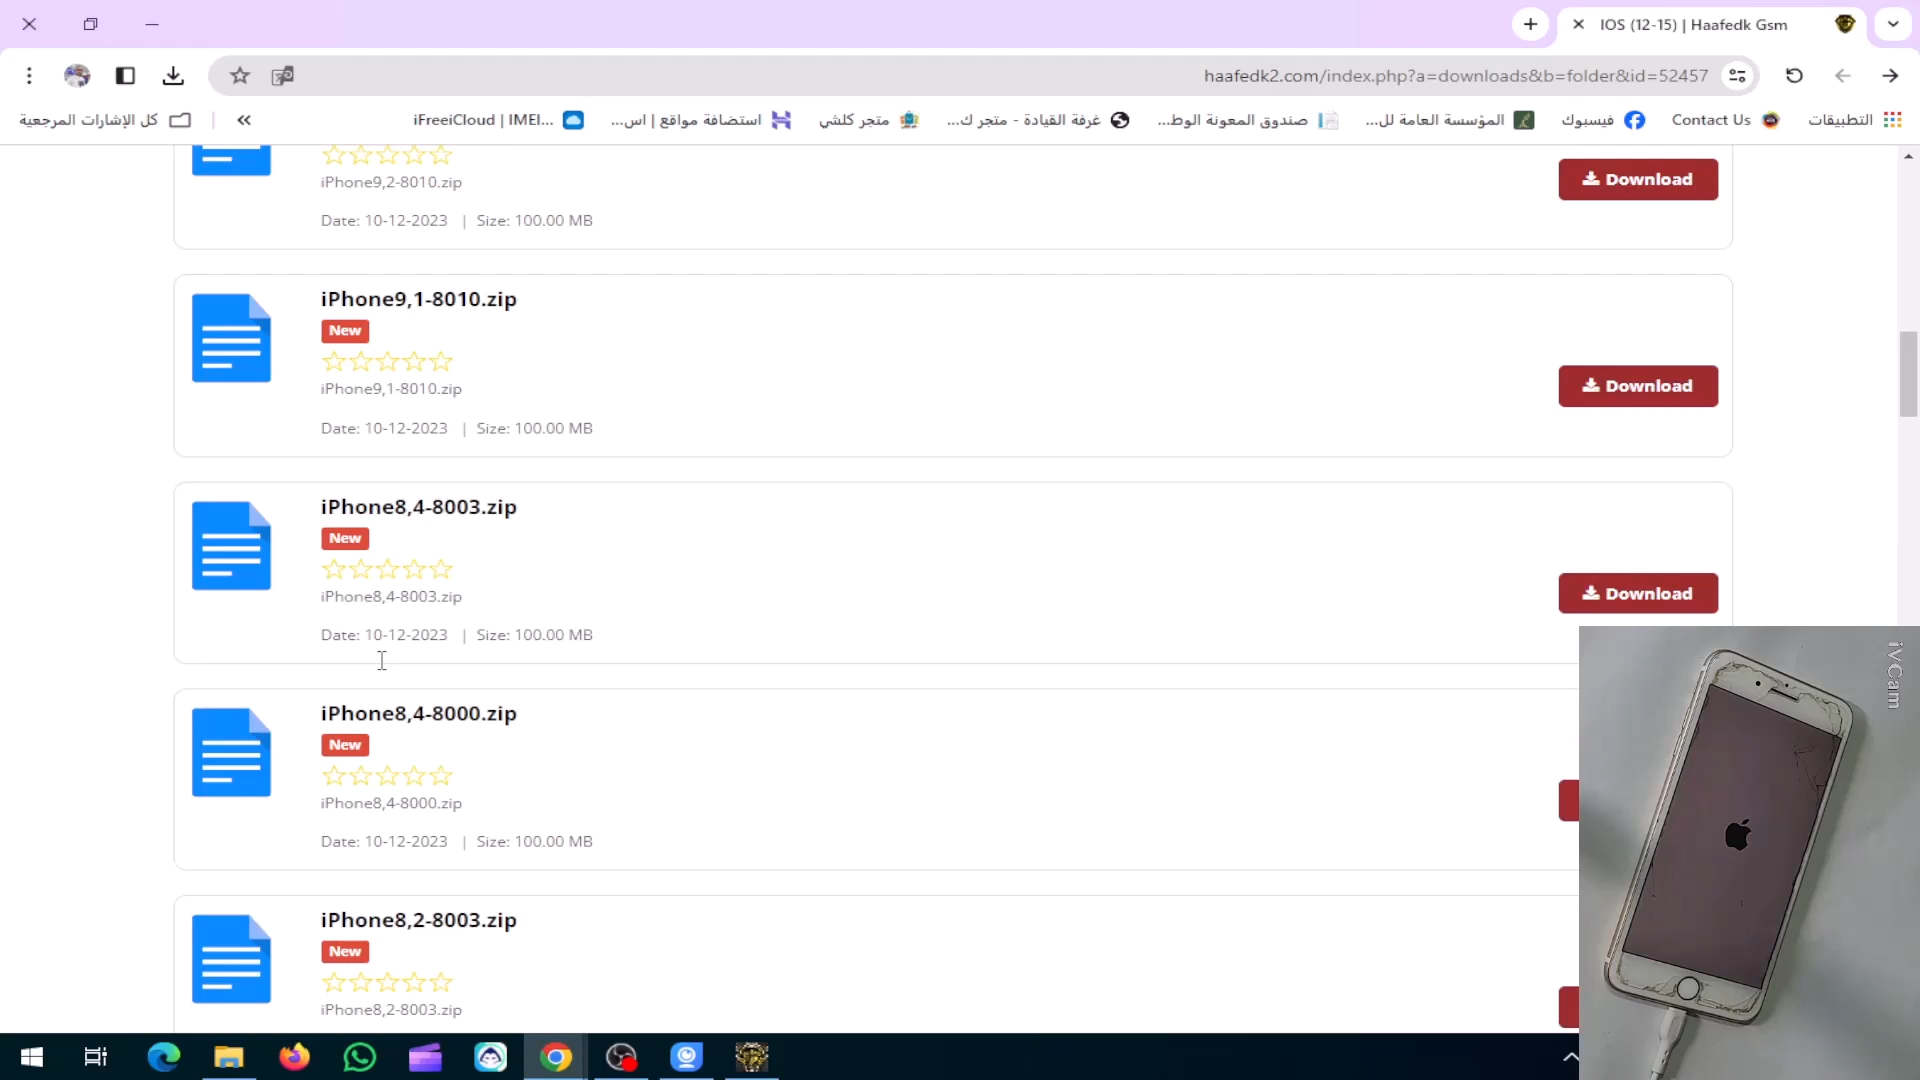 IOS (12-15) | Haafedk Gsm
haafedk2.com/index.php?a=downloads&b=folder&id=52457
التطبيقات
Contact Us
فيسبوك
المؤسسة العامة لل...
صندوق المعونة الوط...
غرفة القيادة - متجر ك...
متجر كلشي
استضافة مواقع | اس...
iFreeiCloud | IMEI...
كل الإشارات المرجعية
iPhone9,2-8010.zip
Date: 10-12-2023 | Size: 100.00 MB
Download
iPhone9,1-8010.zip
New
iPhone9,1-8010.zip
Date: 10-12-2023 | Size: 100.00 MB
Download
iPhone8,4-8003.zip
New
iPhone8,4-8003.zip
Date: 10-12-2023 | Size: 100.00 MB
Download
iPhone8,4-8000.zip
New
iPhone8,4-8000.zip
Date: 10-12-2023 | Size: 100.00 MB
iPhone8,2-8003.zip
New
iPhone8,2-8003.zip
iVCam